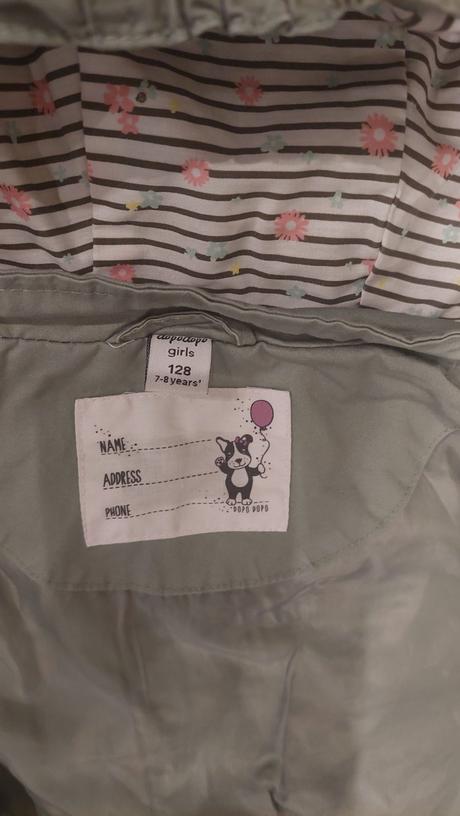 dopodopo
girls
128
7-8 years'
NAME
ADDRESS
PHONE
DOPO DOPO